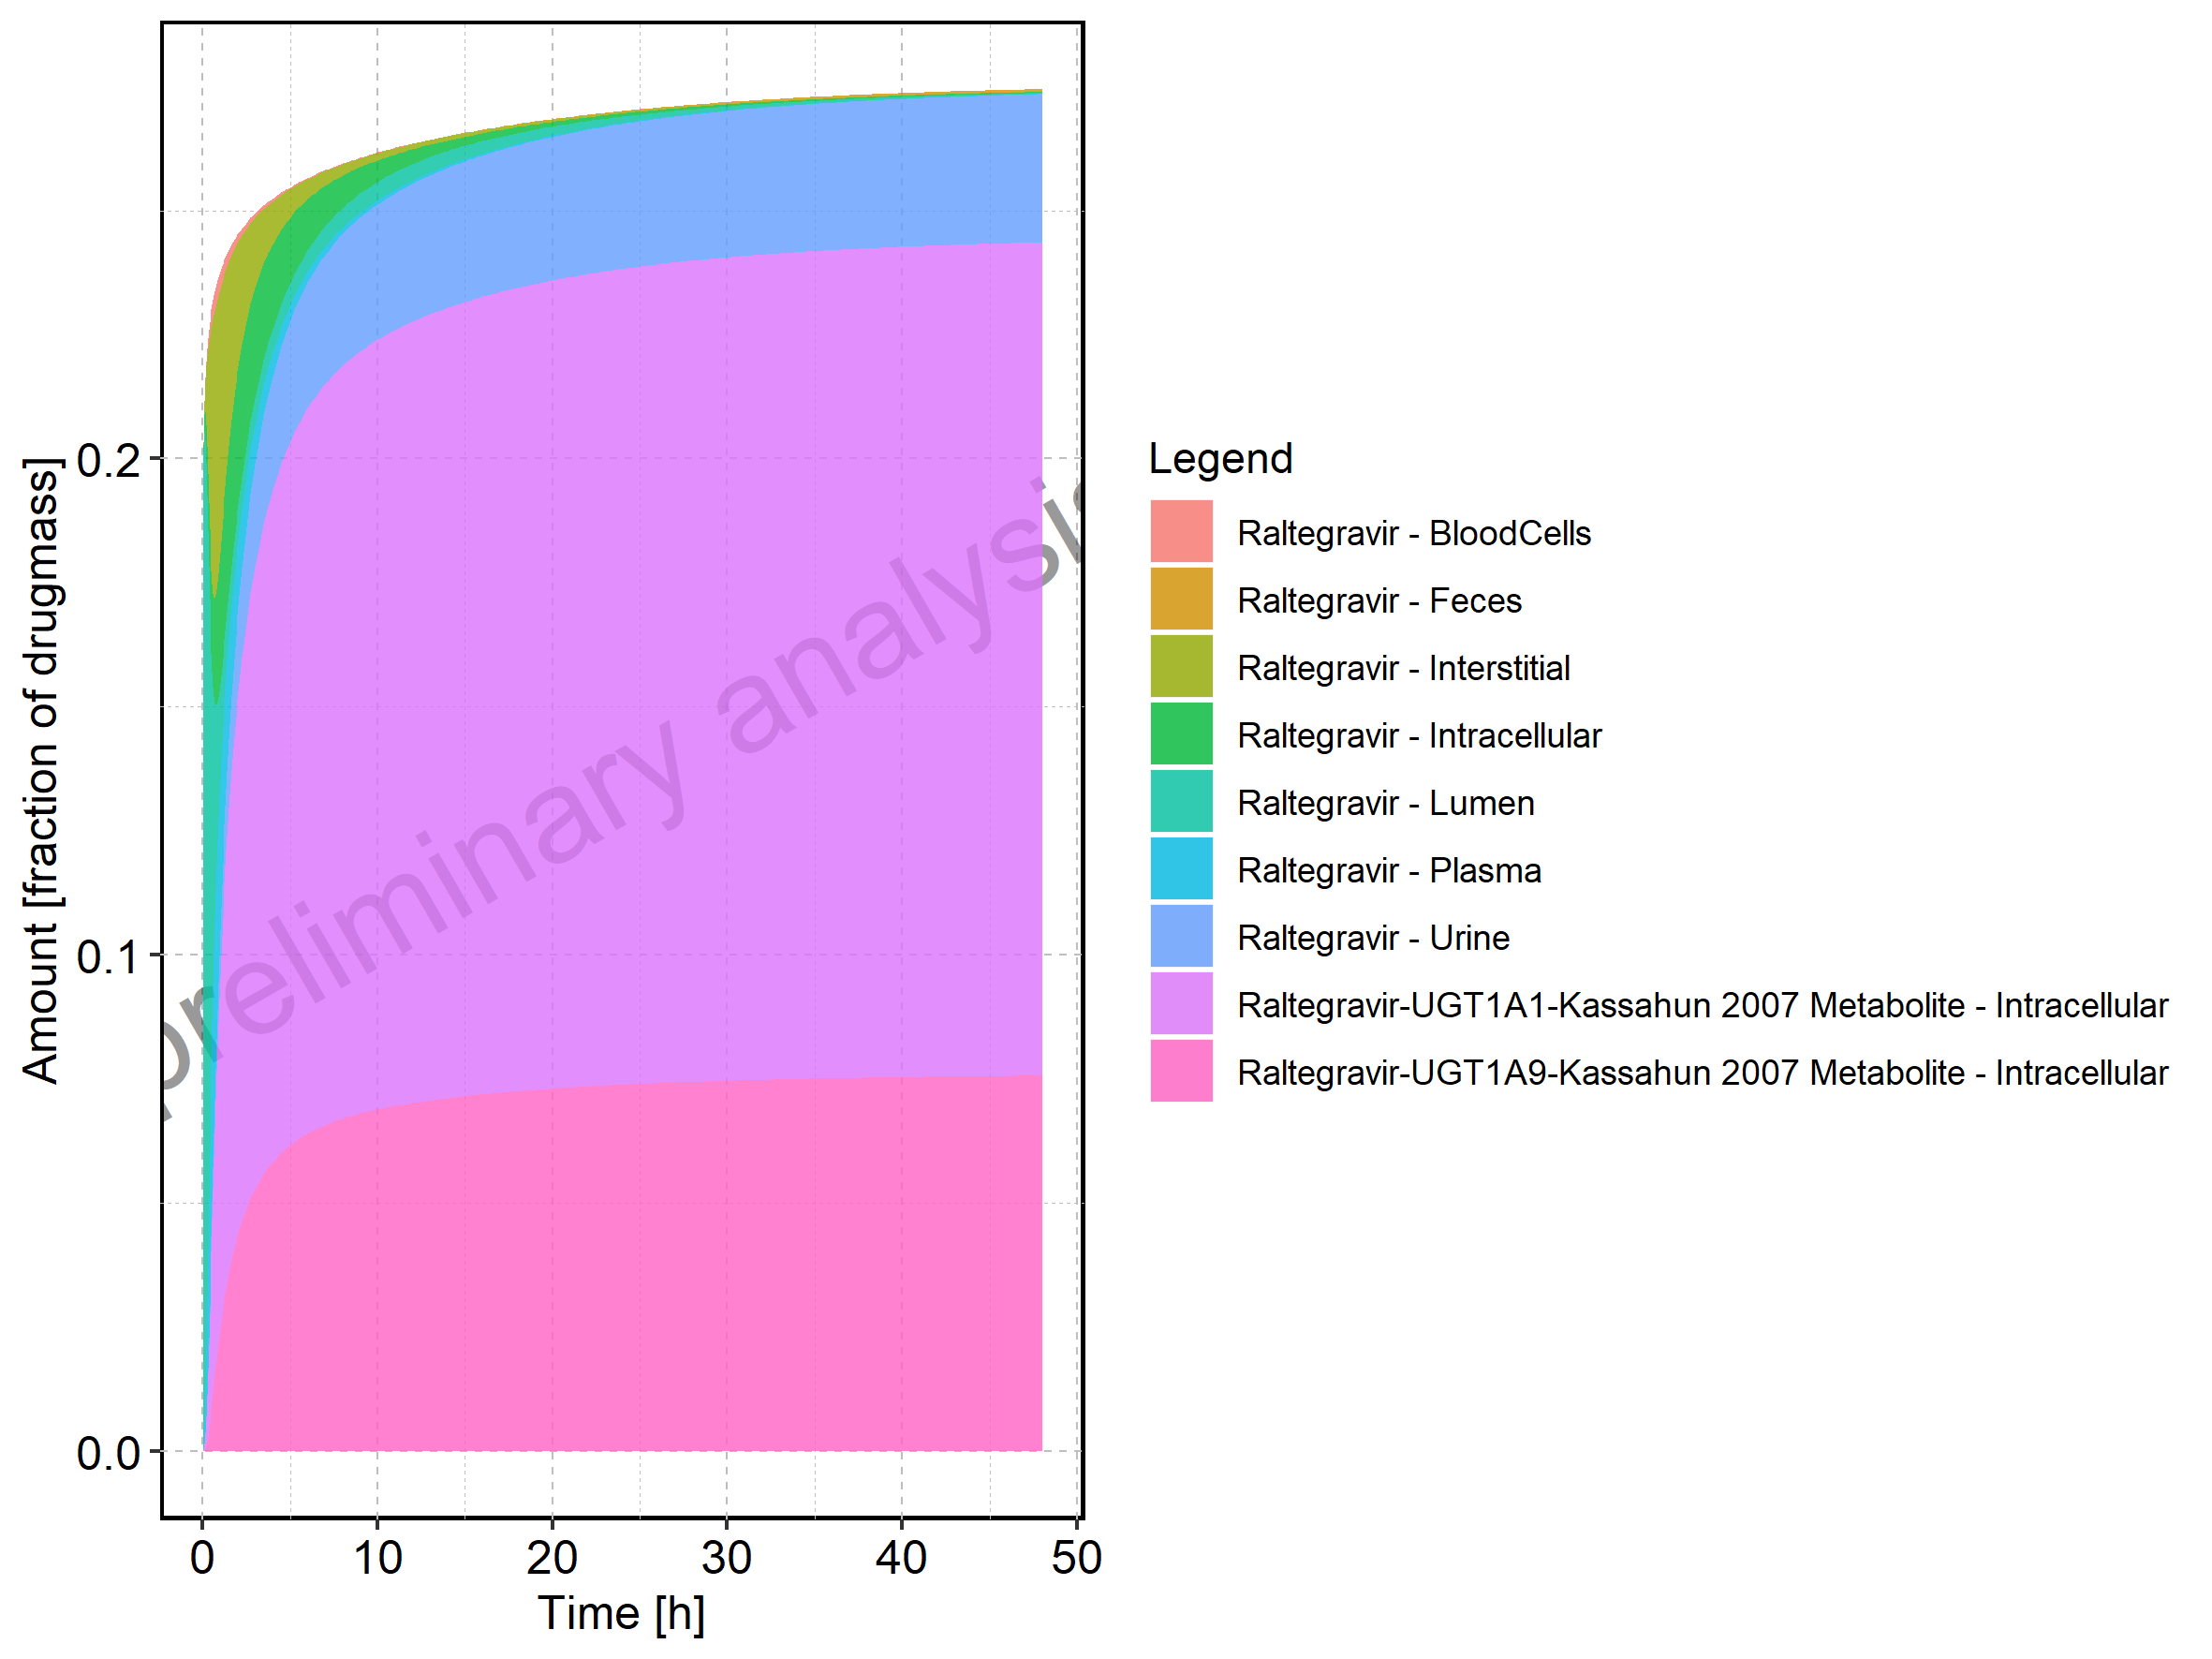 Amount [fraction of drugmass]
0.2
0.1
0.0
0
10
20
30
40
50
Time [h]
preliminary analysis
Legend
Raltegravir - BloodCells
Raltegravir - Feces
Raltegravir - Interstitial
Raltegravir - Intracellular
Raltegravir - Lumen
Raltegravir - Plasma
Raltegravir - Urine
Raltegravir-UGT1A1-Kassahun 2007 Metabolite - Intracellular
Raltegravir-UGT1A9-Kassahun 2007 Metabolite - Intracellular